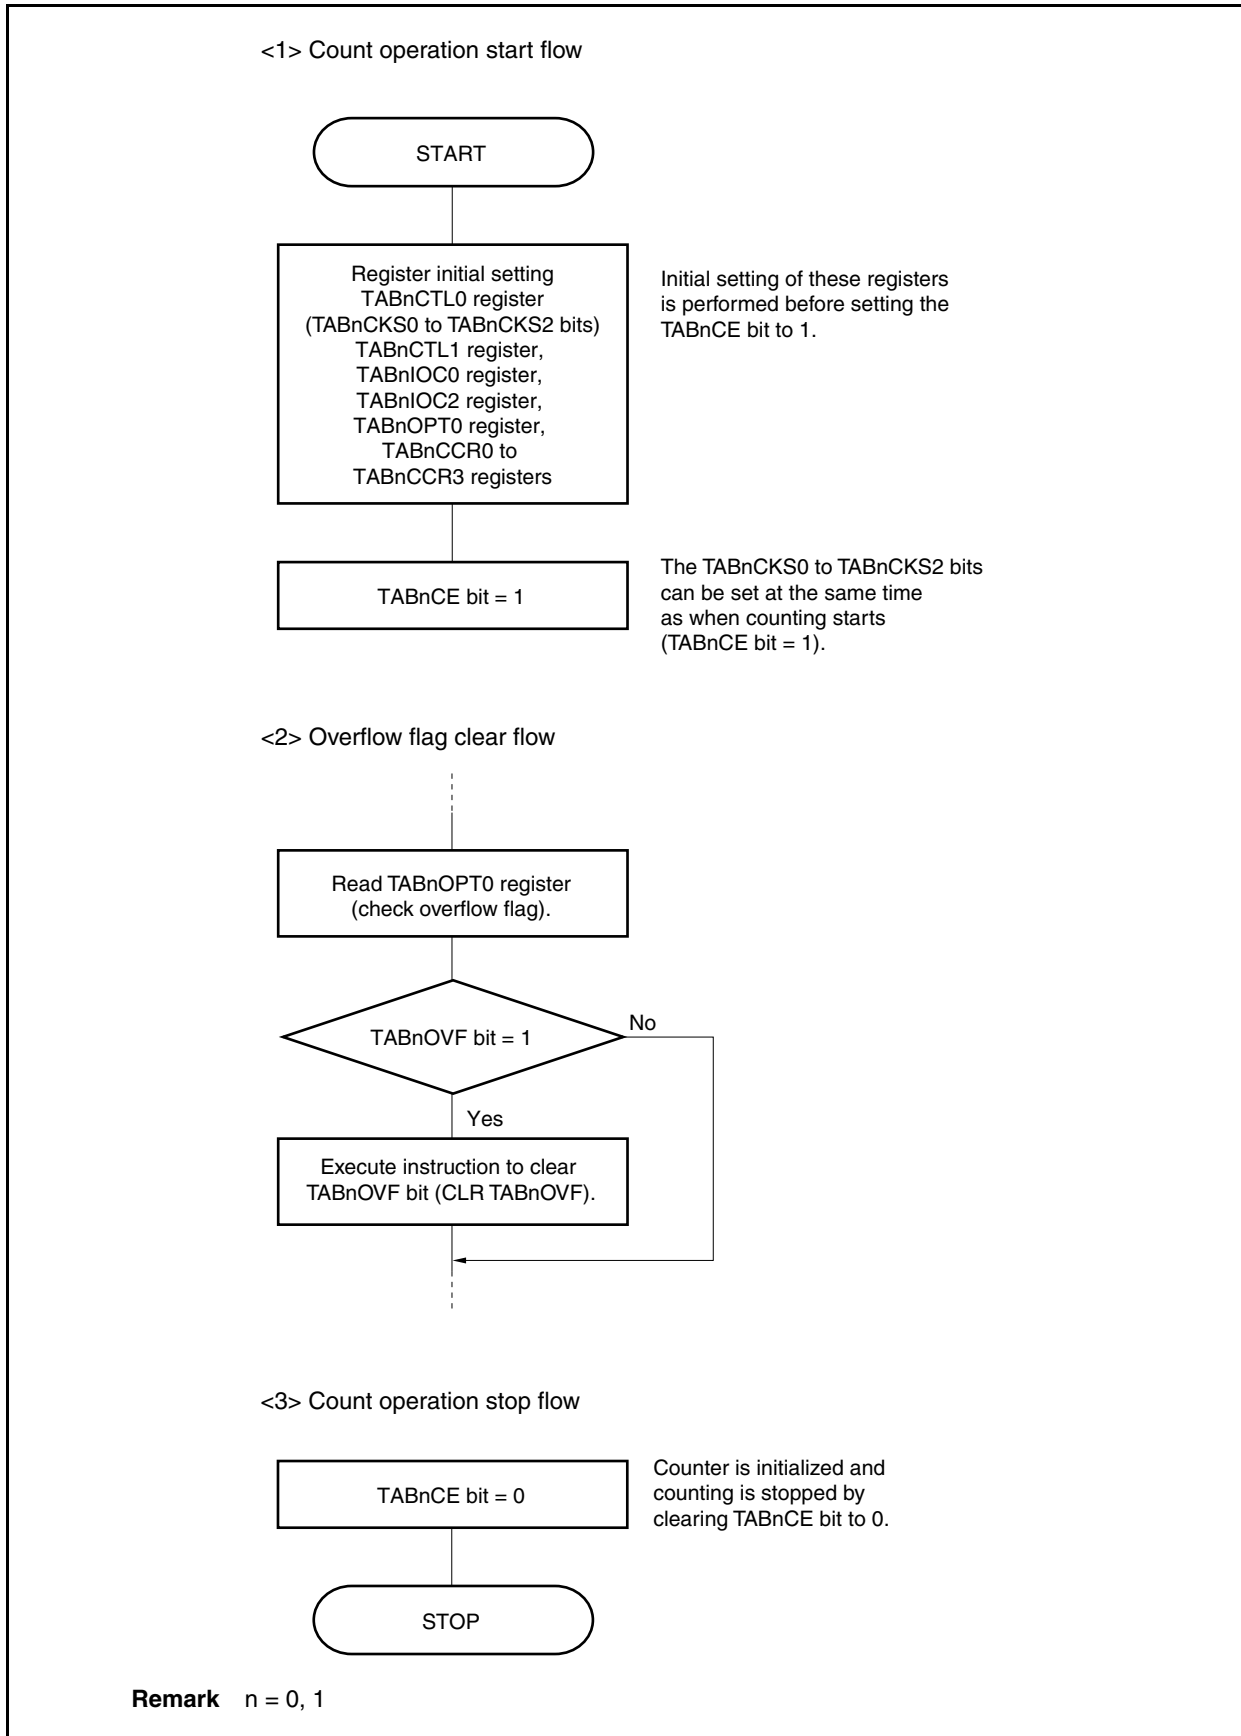 <1> Count operation start flow
START
Register initial setting
TABnCTL0 register
(TABnCKS0 to TABnCKS2 bits)
TABnCTL1 register,
TABnIOC0 register,
TABnIOC2 register,
TABnOPT0 register,
TABnCCR0 to
TABnCCR3 registers
Initial setting of these registers
is performed before setting the
TABnCE bit to 1.
TABnCE bit = 1
The TABnCKS0 to TABnCKS2 bits
can be set at the same time
as when counting starts
(TABnCE bit = 1).
<2> Overflow flag clear flow
Read TABnOPT0 register
(check overflow flag).
TABnOVF bit = 1
No
Yes
Execute instruction to clear
TABnOVF bit (CLR TABnOVF).
<3> Count operation stop flow
TABnCE bit = 0
Counter is initialized and
counting is stopped by
clearing TABnCE bit to 0.
STOP
Remark n = 0, 1